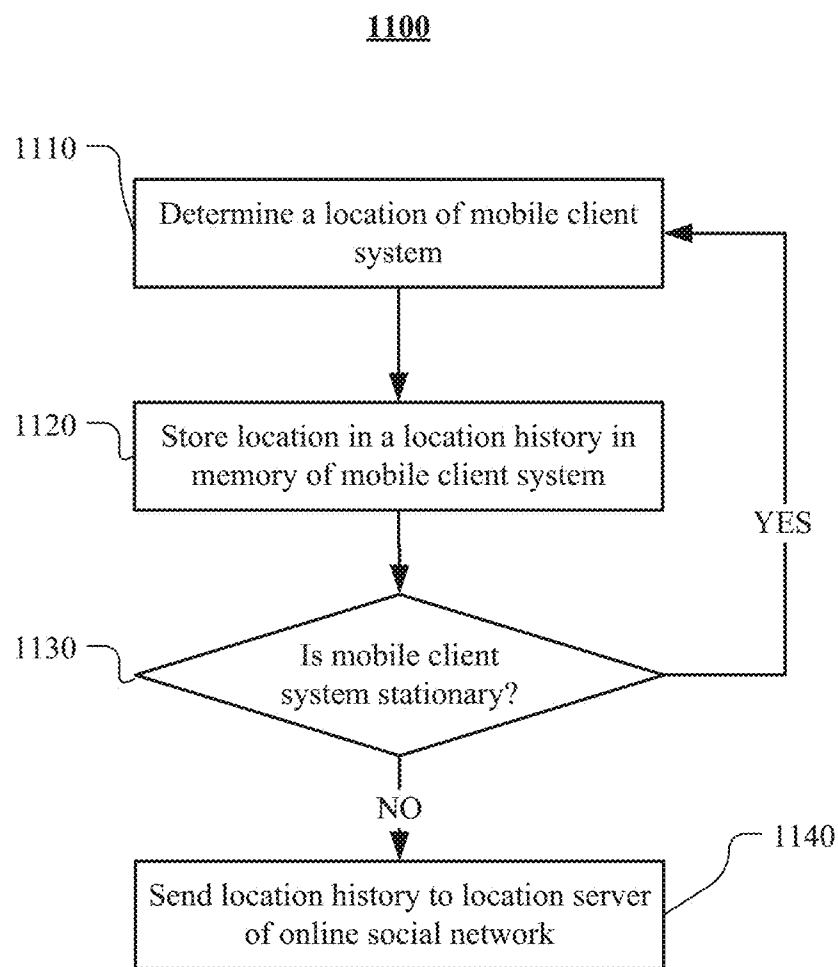 1100
1110
Determine a location of mobile client
system
1120
Store location in a location history in
memory of mobile client system
YES
1130
Is mobile client
system stationary?
NO
1140
Send location history to location server
of online social network